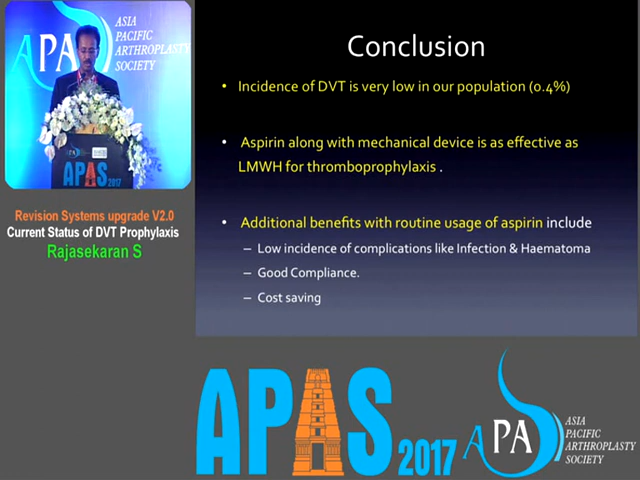 ASIA
PACIFIC
ARTHROPLASTY
SOCIETY
APA
APAS 2017
Revision Systems upgrade V2.0
Current Status of DVT Prophylaxis
Rajasekaran S
Conclusion
• Incidence of DVT is very low in our population (0.4%)
• Aspirin along with mechanical device is as effective as
LMWH for thromboprophylaxis .
• Additional benefits with routine usage of aspirin include
– Low incidence of complications like Infection & Haematoma
– Good Compliance.
– Cost saving
APAS 2017
APA
ASIA
PACIFIC
ARTHROPLASTY
SOCIETY